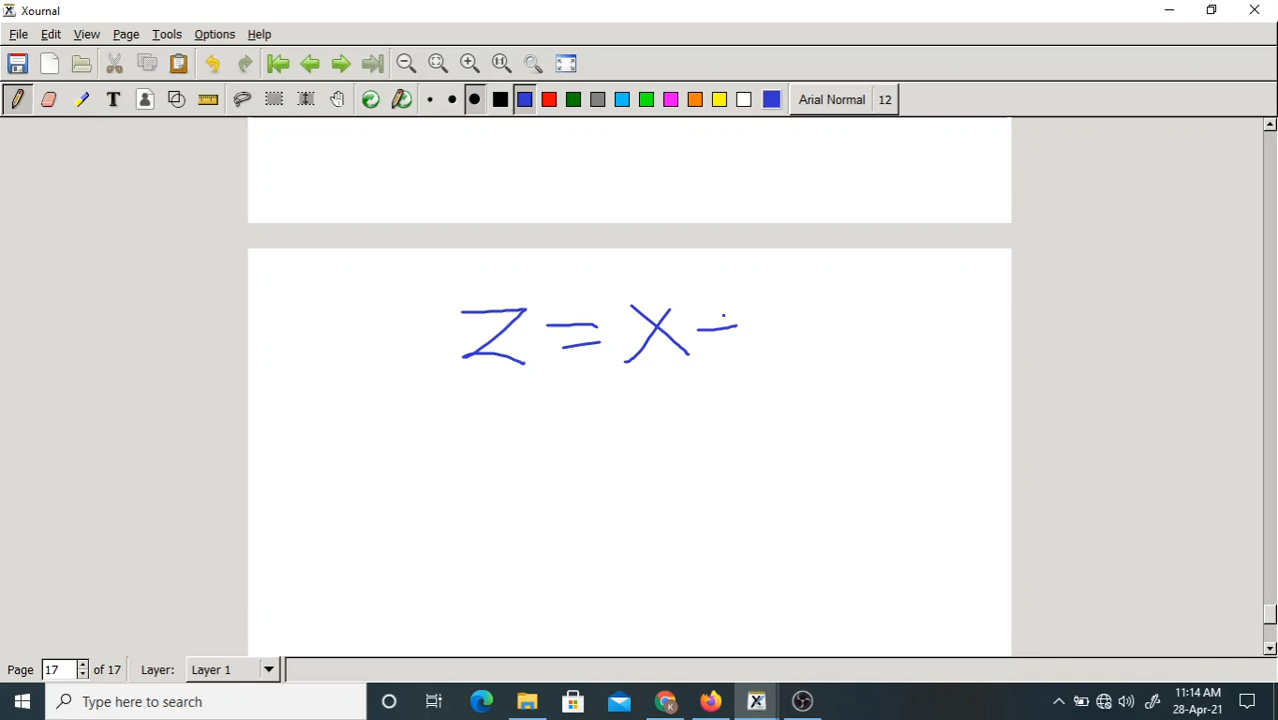 Xournal
File Edit View Page Tools Options Help
Arial Normal 12
Z = X -
Page 17 of 17 Layer: Layer 1
Type here to search
11:14 AM
28-Apr-21